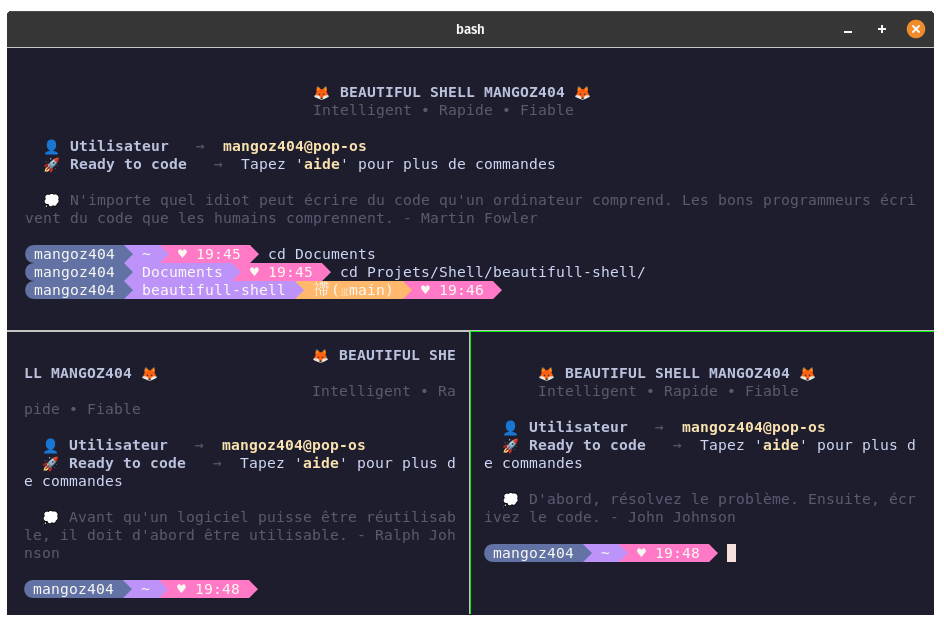 bash
🦊 BEAUTIFUL SHELL MANGOZ404 🦊
Intelligent • Rapide • Fiable
👤 Utilisateur → mangoz404@pop-os
🚀 Ready to code → Tapez 'aide' pour plus de commandes
💭 N'importe quel idiot peut écrire du code qu'un ordinateur comprend. Les bons programmeurs écri
vent du code que les humains comprennent. - Martin Fowler
mangoz404 ~ ♥ 19:45 cd Documents
mangoz404 Documents ♥ 19:45 cd Projets/Shell/beautifull-shell/
mangoz404 beautifull-shell (main) ♥ 19:46
🦊 BEAUTIFUL SHE
LL MANGOZ404 🦊
Intelligent • Ra
pide • Fiable
👤 Utilisateur → mangoz404@pop-os
🚀 Ready to code → Tapez 'aide' pour plus d
e commandes
💭 Avant qu'un logiciel puisse être réutilisab
le, il doit d'abord être utilisable. - Ralph Joh
nson
mangoz404 ~ ♥ 19:48
🦊 BEAUTIFUL SHELL MANGOZ404 🦊
Intelligent • Rapide • Fiable
👤 Utilisateur → mangoz404@pop-os
🚀 Ready to code → Tapez 'aide' pour plus d
e commandes
💭 D'abord, résolvez le problème. Ensuite, écr
ivez le code. - John Johnson
mangoz404 ~ ♥ 19:48